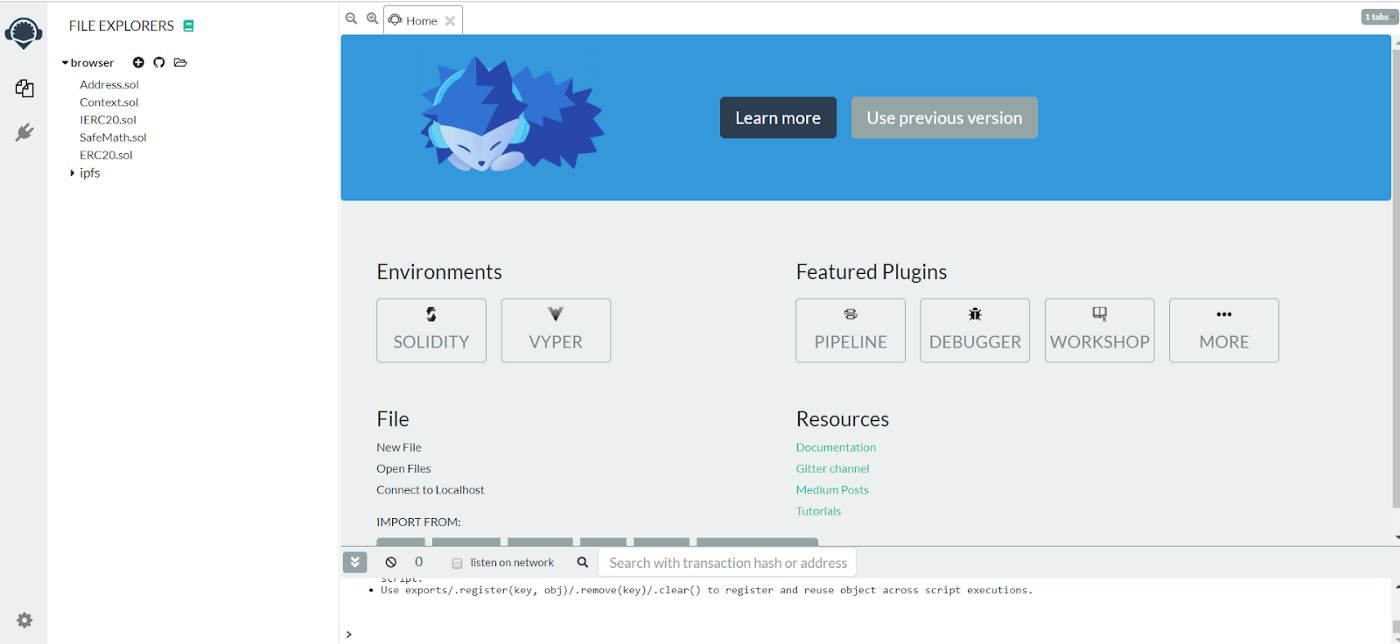 FILE EXPLORERS
browser
Address.sol
Context.sol
IERC20.sol
SafeMath.sol
ERC20.sol
ipfs
Home
1 tabs
Learn more
Use previous version
Environments
SOLIDITY
VYPER
Featured Plugins
PIPELINE
DEBUGGER
WORKSHOP
MORE
File
New File
Open Files
Connect to Localhost
IMPORT FROM:
Resources
Documentation
Gitter channel
Medium Posts
Tutorials
0
listen on network
Search with transaction hash or address
script.
• Use exports/.register(key, obj)/.remove(key)/.clear() to register and reuse object across script executions.
>